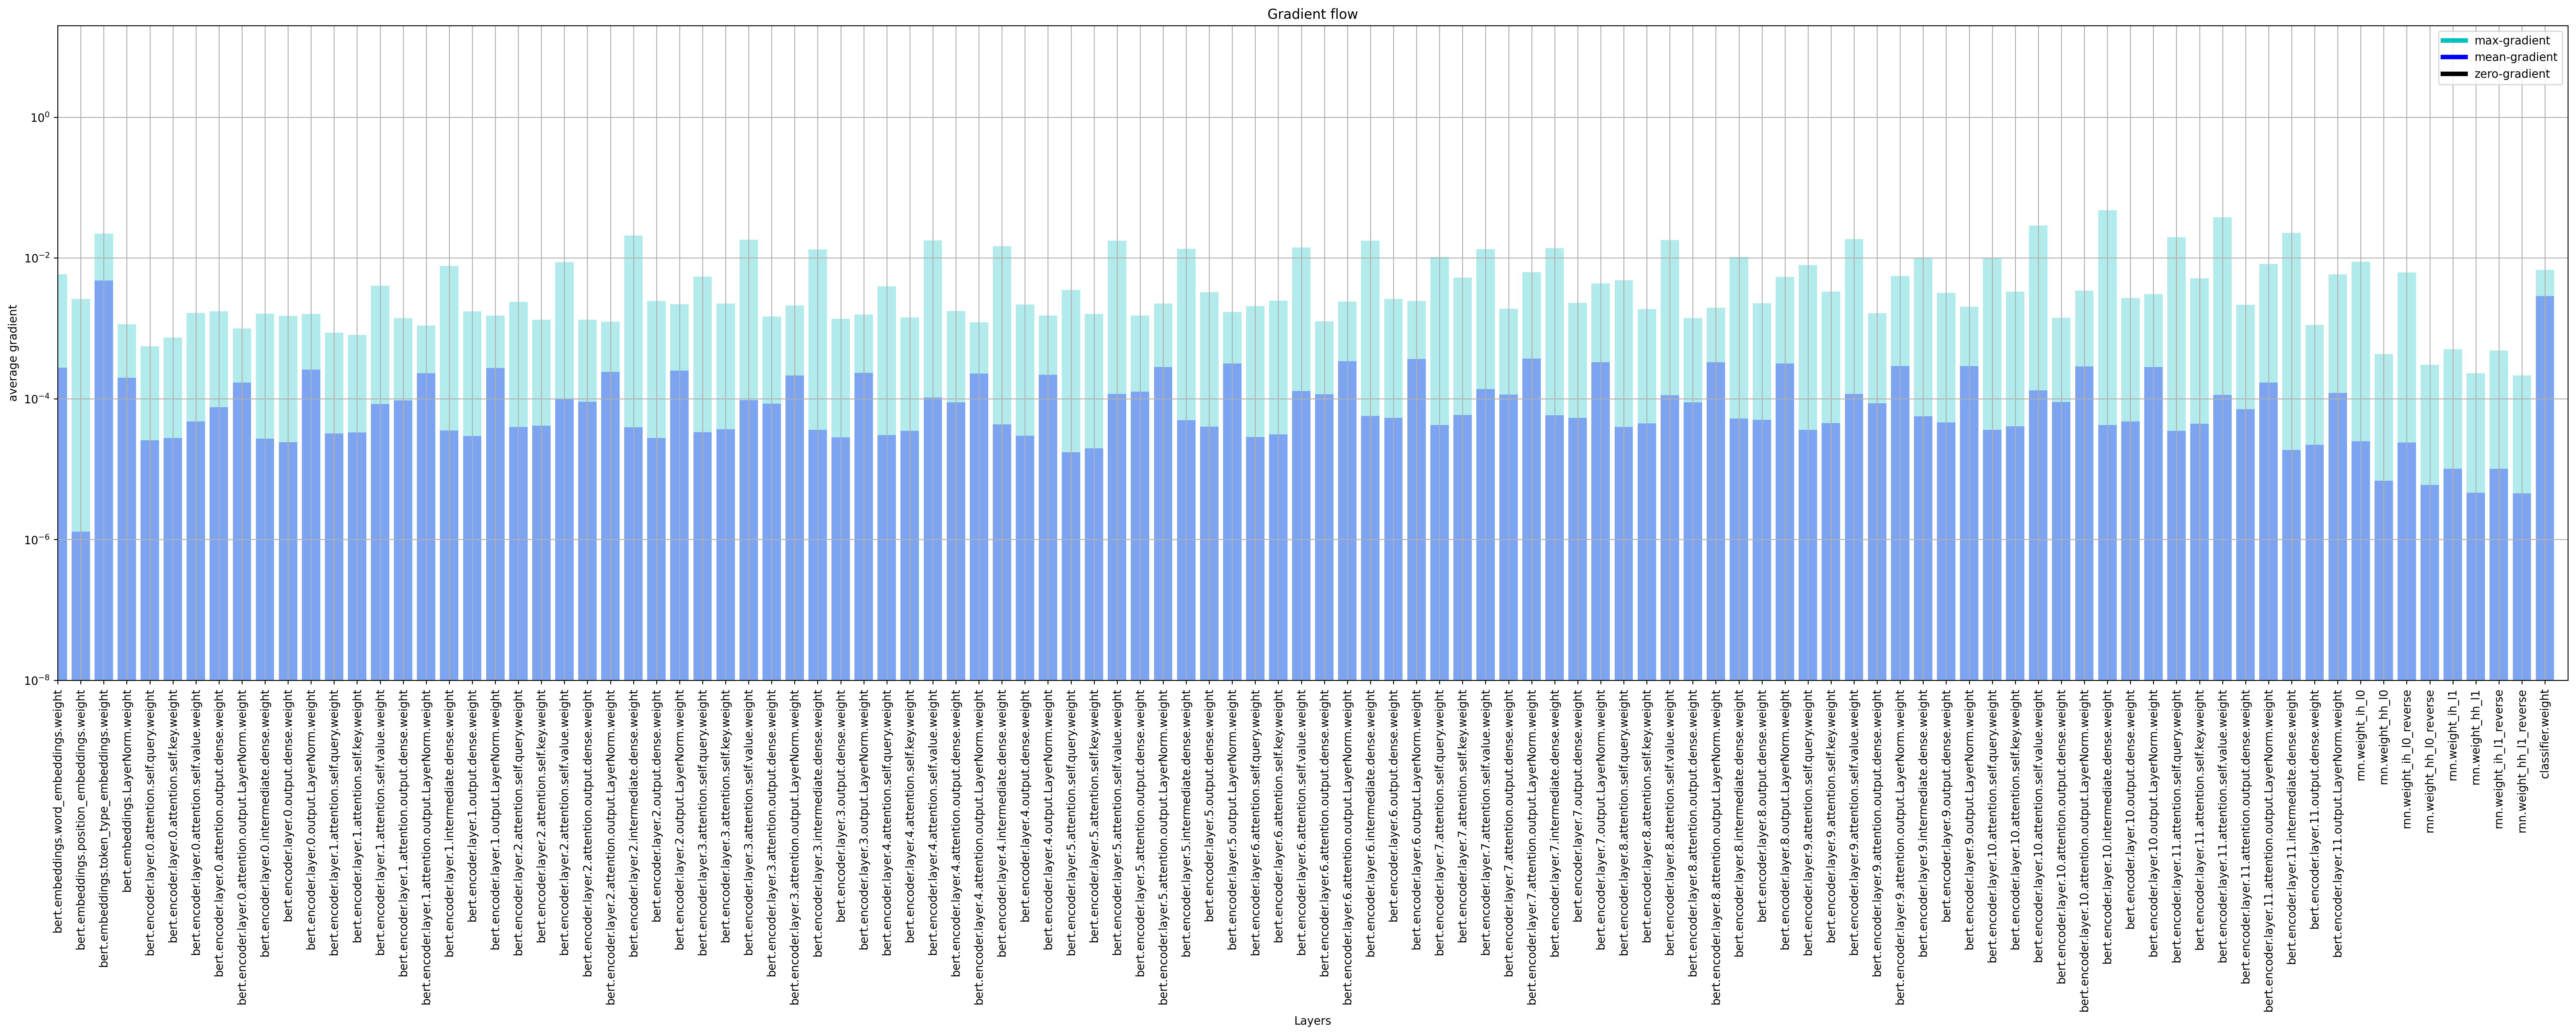 Gradient flow
max-gradient
mean-gradient
zero-gradient
average gradient
10⁰
10⁻²
10⁻⁴
10⁻⁶
10⁻⁸
bert.embeddings.word_embeddings.weight
bert.embeddings.position_embeddings.weight
bert.embeddings.token_type_embeddings.weight
bert.embeddings.LayerNorm.weight
bert.encoder.layer.0.attention.self.query.weight
bert.encoder.layer.0.attention.self.key.weight
bert.encoder.layer.0.attention.self.value.weight
bert.encoder.layer.0.attention.output.dense.weight
bert.encoder.layer.0.attention.output.LayerNorm.weight
bert.encoder.layer.0.intermediate.dense.weight
bert.encoder.layer.0.output.dense.weight
bert.encoder.layer.0.output.LayerNorm.weight
bert.encoder.layer.1.attention.self.query.weight
bert.encoder.layer.1.attention.self.key.weight
bert.encoder.layer.1.attention.self.value.weight
bert.encoder.layer.1.attention.output.dense.weight
bert.encoder.layer.1.attention.output.LayerNorm.weight
bert.encoder.layer.1.intermediate.dense.weight
bert.encoder.layer.1.output.dense.weight
bert.encoder.layer.1.output.LayerNorm.weight
bert.encoder.layer.2.attention.self.query.weight
bert.encoder.layer.2.attention.self.key.weight
bert.encoder.layer.2.attention.self.value.weight
bert.encoder.layer.2.attention.output.dense.weight
bert.encoder.layer.2.attention.output.LayerNorm.weight
bert.encoder.layer.2.intermediate.dense.weight
bert.encoder.layer.2.output.dense.weight
bert.encoder.layer.2.output.LayerNorm.weight
bert.encoder.layer.3.attention.self.query.weight
bert.encoder.layer.3.attention.self.key.weight
bert.encoder.layer.3.attention.self.value.weight
bert.encoder.layer.3.attention.output.dense.weight
bert.encoder.layer.3.attention.output.LayerNorm.weight
bert.encoder.layer.3.intermediate.dense.weight
bert.encoder.layer.3.output.dense.weight
bert.encoder.layer.3.output.LayerNorm.weight
bert.encoder.layer.4.attention.self.query.weight
bert.encoder.layer.4.attention.self.key.weight
bert.encoder.layer.4.attention.self.value.weight
bert.encoder.layer.4.attention.output.dense.weight
bert.encoder.layer.4.attention.output.LayerNorm.weight
bert.encoder.layer.4.intermediate.dense.weight
bert.encoder.layer.4.output.dense.weight
bert.encoder.layer.4.output.LayerNorm.weight
bert.encoder.layer.5.attention.self.query.weight
bert.encoder.layer.5.attention.self.key.weight
bert.encoder.layer.5.attention.self.value.weight
bert.encoder.layer.5.attention.output.dense.weight
bert.encoder.layer.5.attention.output.LayerNorm.weight
bert.encoder.layer.5.intermediate.dense.weight
bert.encoder.layer.5.output.dense.weight
bert.encoder.layer.5.output.LayerNorm.weight
bert.encoder.layer.6.attention.self.query.weight
bert.encoder.layer.6.attention.self.key.weight
bert.encoder.layer.6.attention.self.value.weight
bert.encoder.layer.6.attention.output.dense.weight
bert.encoder.layer.6.attention.output.LayerNorm.weight
bert.encoder.layer.6.intermediate.dense.weight
bert.encoder.layer.6.output.dense.weight
bert.encoder.layer.6.output.LayerNorm.weight
bert.encoder.layer.7.attention.self.query.weight
bert.encoder.layer.7.attention.self.key.weight
bert.encoder.layer.7.attention.self.value.weight
bert.encoder.layer.7.attention.output.dense.weight
bert.encoder.layer.7.attention.output.LayerNorm.weight
bert.encoder.layer.7.intermediate.dense.weight
bert.encoder.layer.7.output.dense.weight
bert.encoder.layer.7.output.LayerNorm.weight
bert.encoder.layer.8.attention.self.query.weight
bert.encoder.layer.8.attention.self.key.weight
bert.encoder.layer.8.attention.self.value.weight
bert.encoder.layer.8.attention.output.dense.weight
bert.encoder.layer.8.attention.output.LayerNorm.weight
bert.encoder.layer.8.intermediate.dense.weight
bert.encoder.layer.8.output.dense.weight
bert.encoder.layer.8.output.LayerNorm.weight
bert.encoder.layer.9.attention.self.query.weight
bert.encoder.layer.9.attention.self.key.weight
bert.encoder.layer.9.attention.self.value.weight
bert.encoder.layer.9.attention.output.dense.weight
bert.encoder.layer.9.attention.output.LayerNorm.weight
bert.encoder.layer.9.intermediate.dense.weight
bert.encoder.layer.9.output.dense.weight
bert.encoder.layer.9.output.LayerNorm.weight
bert.encoder.layer.10.attention.self.query.weight
bert.encoder.layer.10.attention.self.key.weight
bert.encoder.layer.10.attention.self.value.weight
bert.encoder.layer.10.attention.output.dense.weight
bert.encoder.layer.10.attention.output.LayerNorm.weight
bert.encoder.layer.10.intermediate.dense.weight
bert.encoder.layer.10.output.dense.weight
bert.encoder.layer.10.output.LayerNorm.weight
bert.encoder.layer.11.attention.self.query.weight
bert.encoder.layer.11.attention.self.key.weight
bert.encoder.layer.11.attention.self.value.weight
bert.encoder.layer.11.attention.output.dense.weight
bert.encoder.layer.11.attention.output.LayerNorm.weight
bert.encoder.layer.11.intermediate.dense.weight
bert.encoder.layer.11.output.dense.weight
bert.encoder.layer.11.output.LayerNorm.weight
rnn.weight_ih_l0
rnn.weight_hh_l0
rnn.weight_ih_l0_reverse
rnn.weight_hh_l0_reverse
rnn.weight_ih_l1
rnn.weight_hh_l1
rnn.weight_ih_l1_reverse
rnn.weight_hh_l1_reverse
classifier.weight
Layers